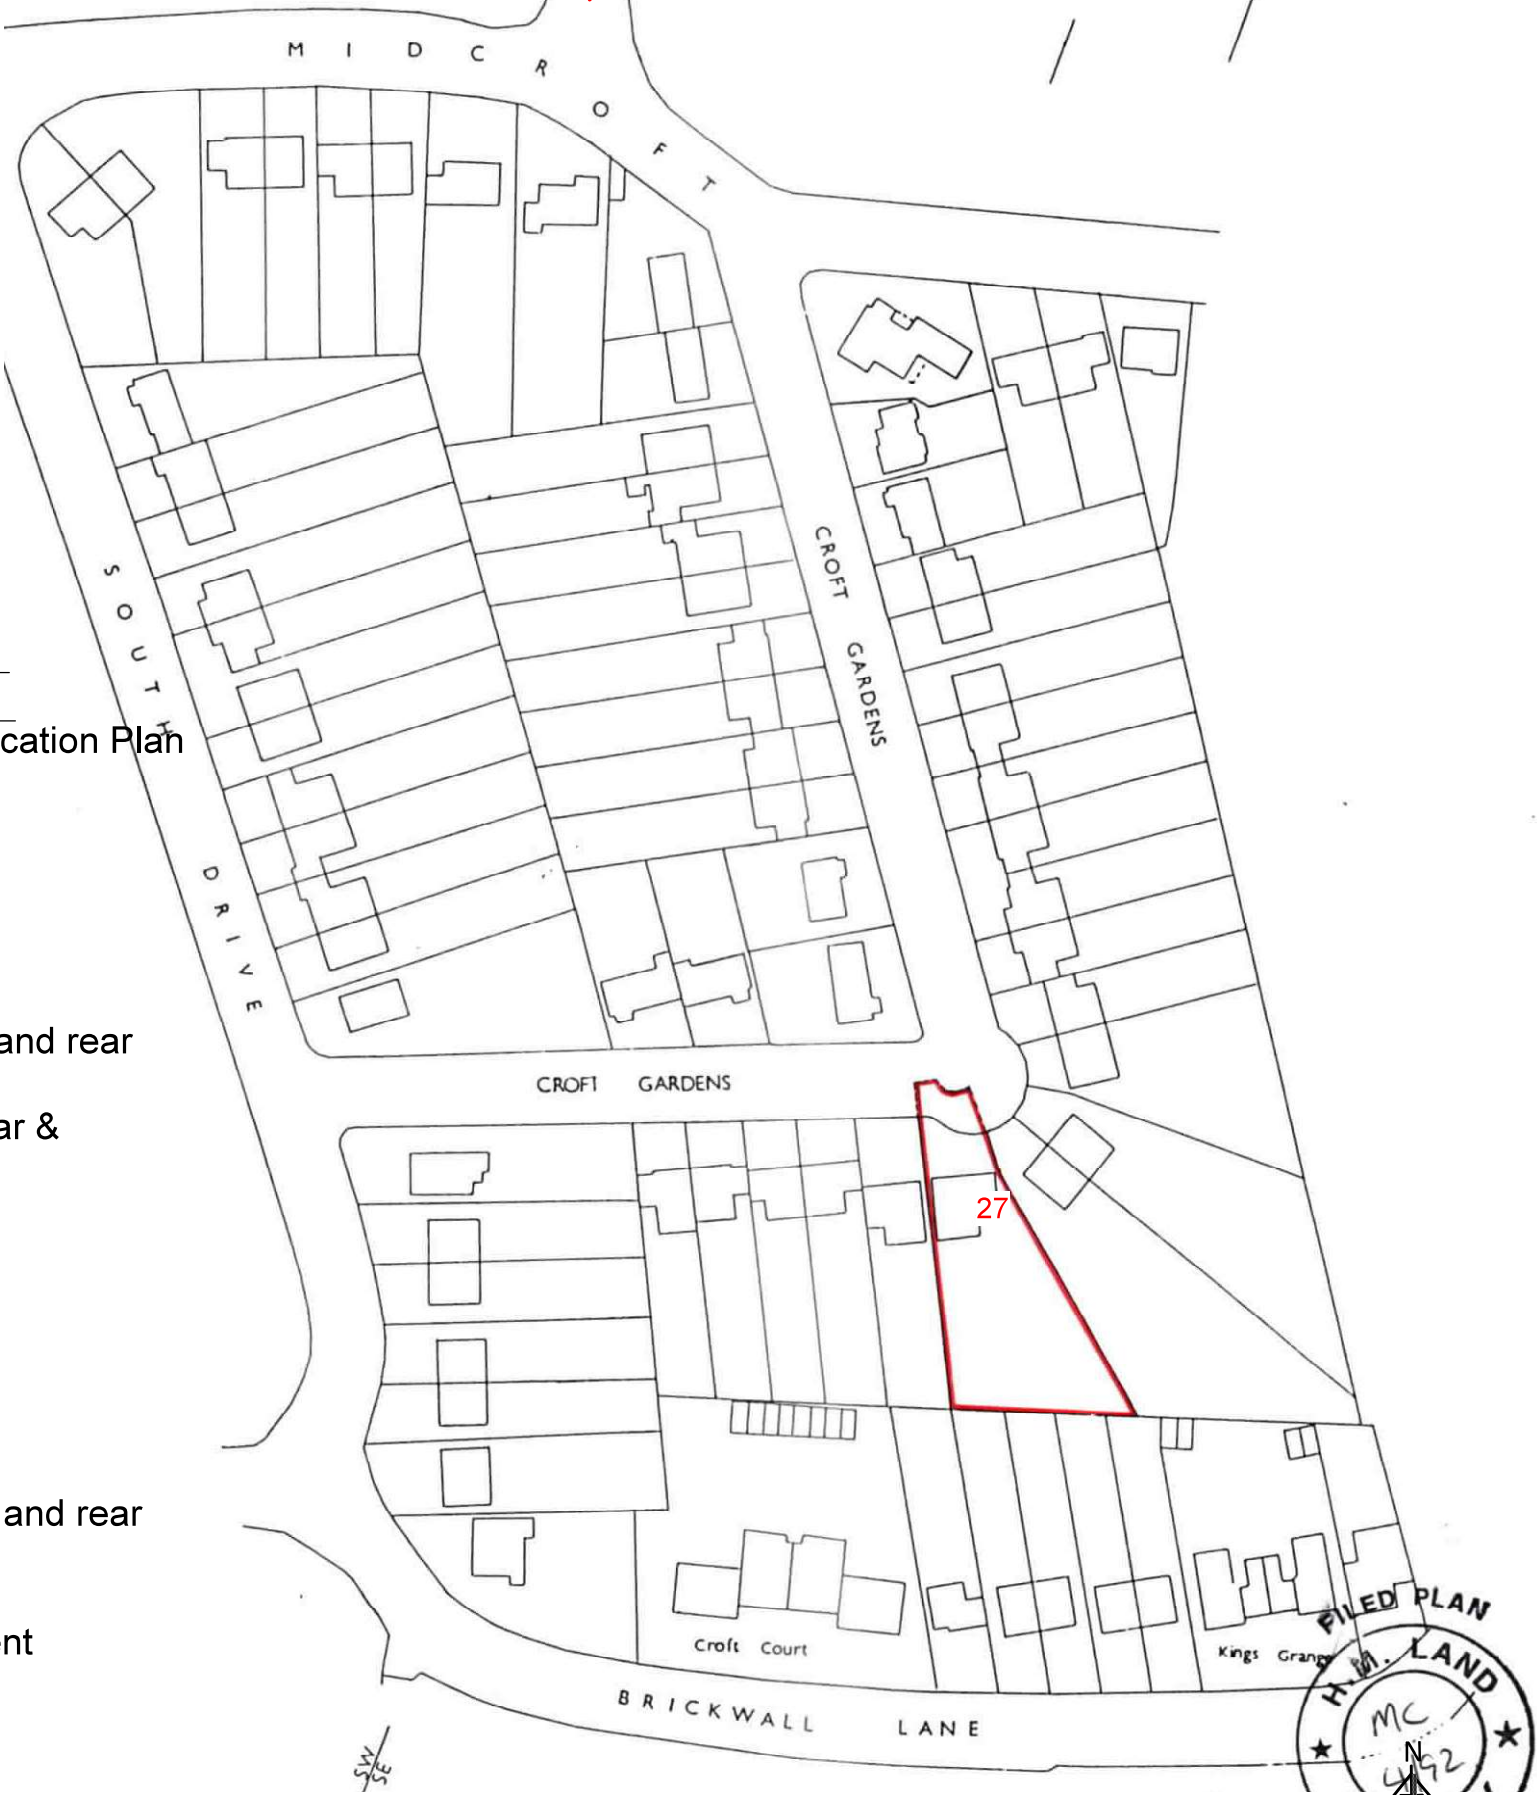 MIDCROFT
SOUTH DRIVE
CROFT GARDENS
cation Plan
and rear
CROFT GARDENS
ar &
27
and rear
nt
Croft Court
Kings Grange
BRICKWALL LANE
SW
SE
FILED PLAN
H.M. LAND
MC
N